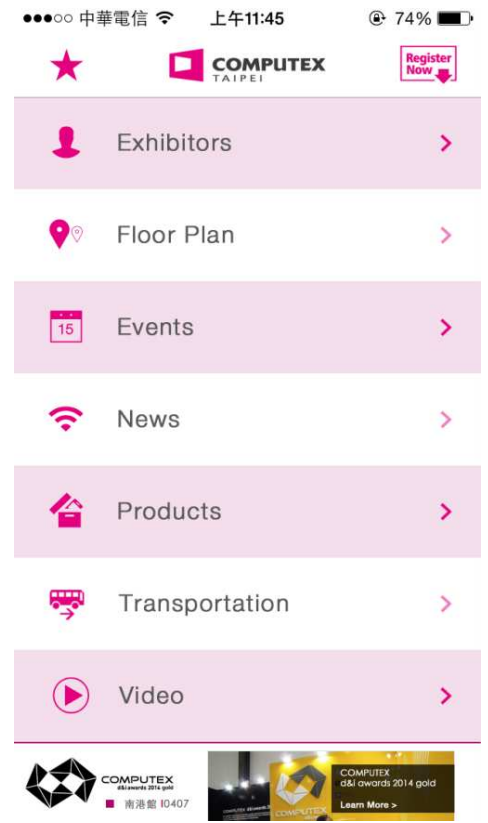 中華電信 上午11:45 74%
COMPUTEX
TAIPEI
Register
Now
Exhibitors
Floor Plan
15
Events
News
Products
Transportation
Video
COMPUTEX
d&i awards 2014 gold
南港館 I0407
COMPUTEX
COMPUTEX
d&i awards 2014 gold
Learn More >